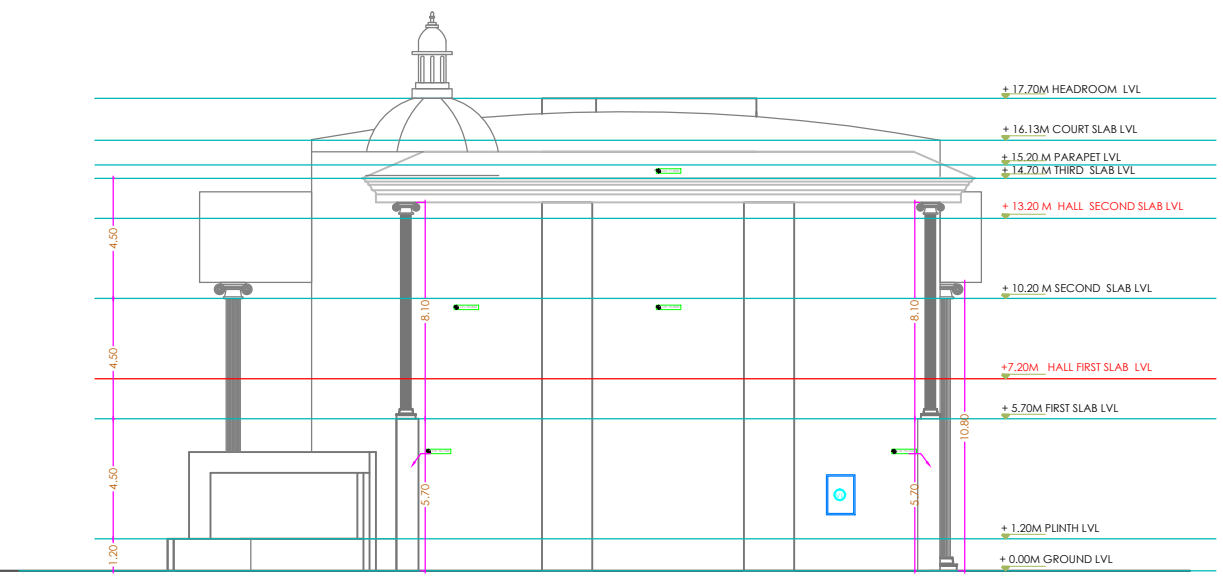 + 17.70M HEADROOM LVL
+ 16.13M COURT SLAB LVL
+ 15.20 M PARAPET LVL
+ 14.70 M THIRD SLAB LVL
+ 13.20 M HALL SECOND SLAB LVL
4.50
+ 10.20 M SECOND SLAB LVL
8.10
8.10
4.50
+7.20M HALL FIRST SLAB LVL
+ 5.70M FIRST SLAB LVL
10.80
4.50
5.70
5.70
+ 1.20M PLINTH LVL
1.20
+ 0.00M GROUND LVL